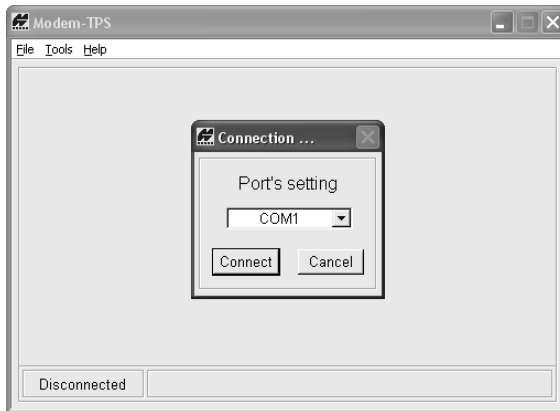 Modem-TPS
File Tools Help
Connection ...
Port's setting
COM1
Connect Cancel
Disconnected